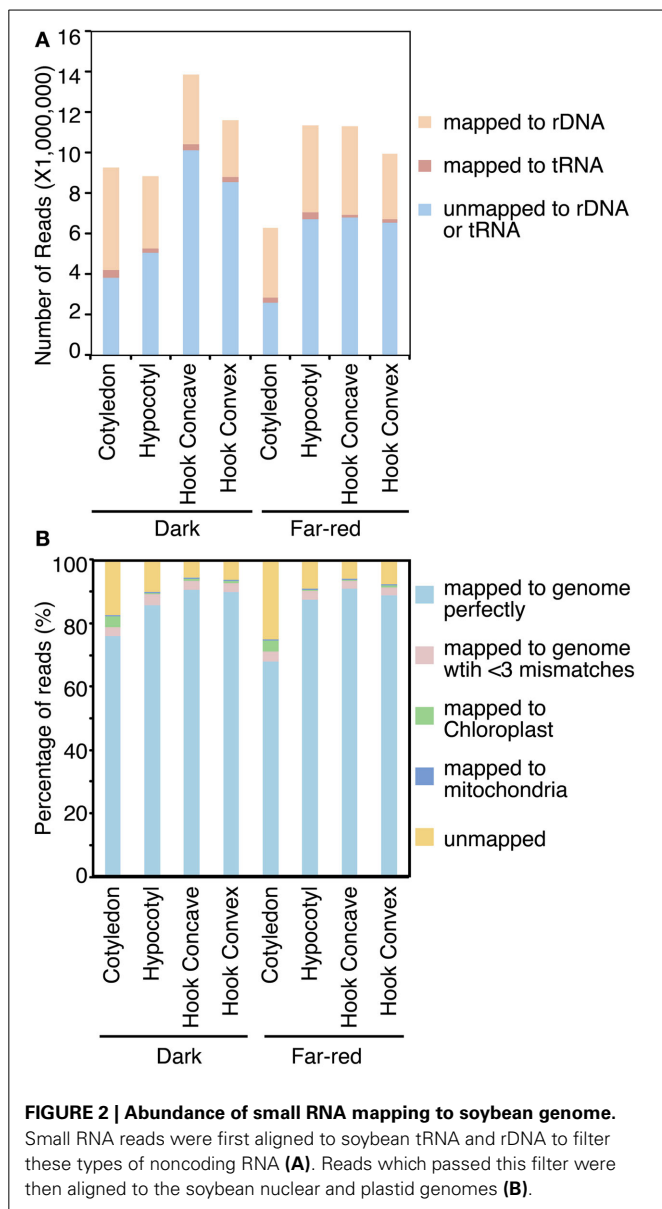 A
16
14
12
10
8
6
4
2
0
Number of Reads (X1,000,000)
mapped to rDNA
mapped to tRNA
unmapped to rDNA
or tRNA
Cotyledon
Hypocotyl
Hook Concave
Hook Convex
Cotyledon
Hypocotyl
Hook Concave
Hook Convex
Dark
Far-red
B
100
80
60
40
20
0
Percentage of reads (%)
mapped to genome
perfectly
mapped to genome
wtih <3 mismatches
mapped to
Chloroplast
mapped to
mitochondria
unmapped
Cotyledon
Hypocotyl
Hook Concave
Hook Convex
Cotyledon
Hypocotyl
Hook Concave
Hook Convex
Dark
Far-red
FIGURE 2 | Abundance of small RNA mapping to soybean genome.
Small RNA reads were first aligned to soybean tRNA and rDNA to filter
these types of noncoding RNA (A). Reads which passed this filter were
then aligned to the soybean nuclear and plastid genomes (B).